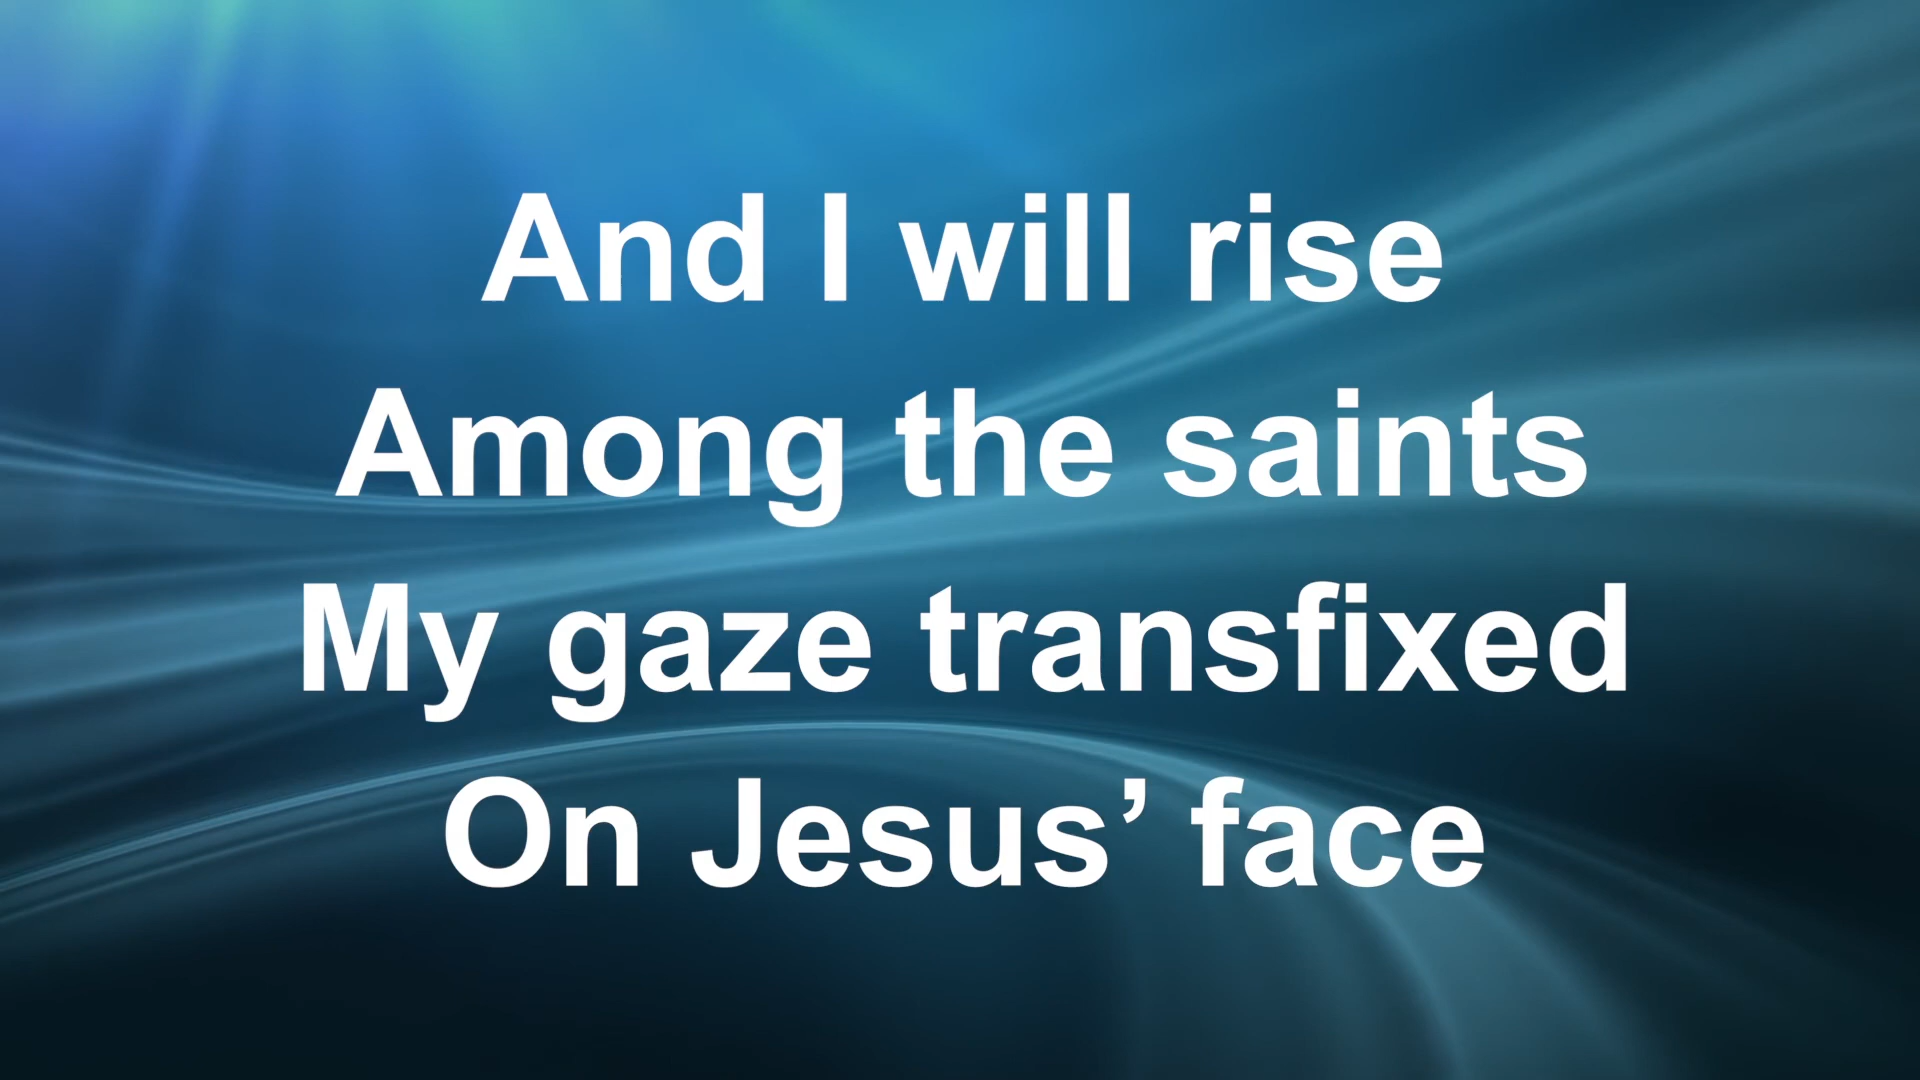 And I will rise
Among the saints
My gaze transfixed
On Jesus’ face